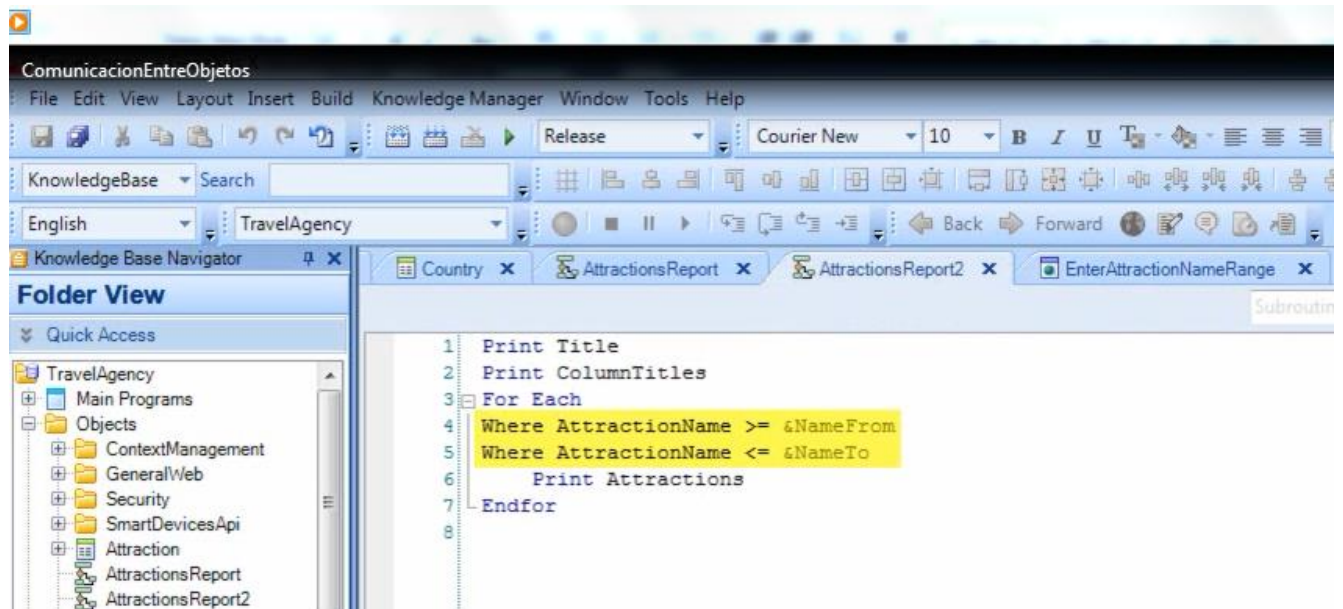 ComunicacionEntreObjetos
File Edit View Layout Insert Build Knowledge Manager Window Tools Help
Release Courier New 10 B I U
KnowledgeBase Search
English TravelAgency Back Forward
Knowledge Base Navigator
Country AttractionsReport AttractionsReport2 EnterAttractionNameRange
Folder View
Subroutin
Quick Access
1 Print Title
2 Print ColumnTitles
3 For Each
4 Where AttractionName >= &NameFrom
5 Where AttractionName <= &NameTo
6 Print Attractions
7 Endfor
8
TravelAgency
Main Programs
Objects
ContextManagement
GeneralWeb
Security
SmartDevicesApi
Attraction
AttractionsReport
AttractionsReport2